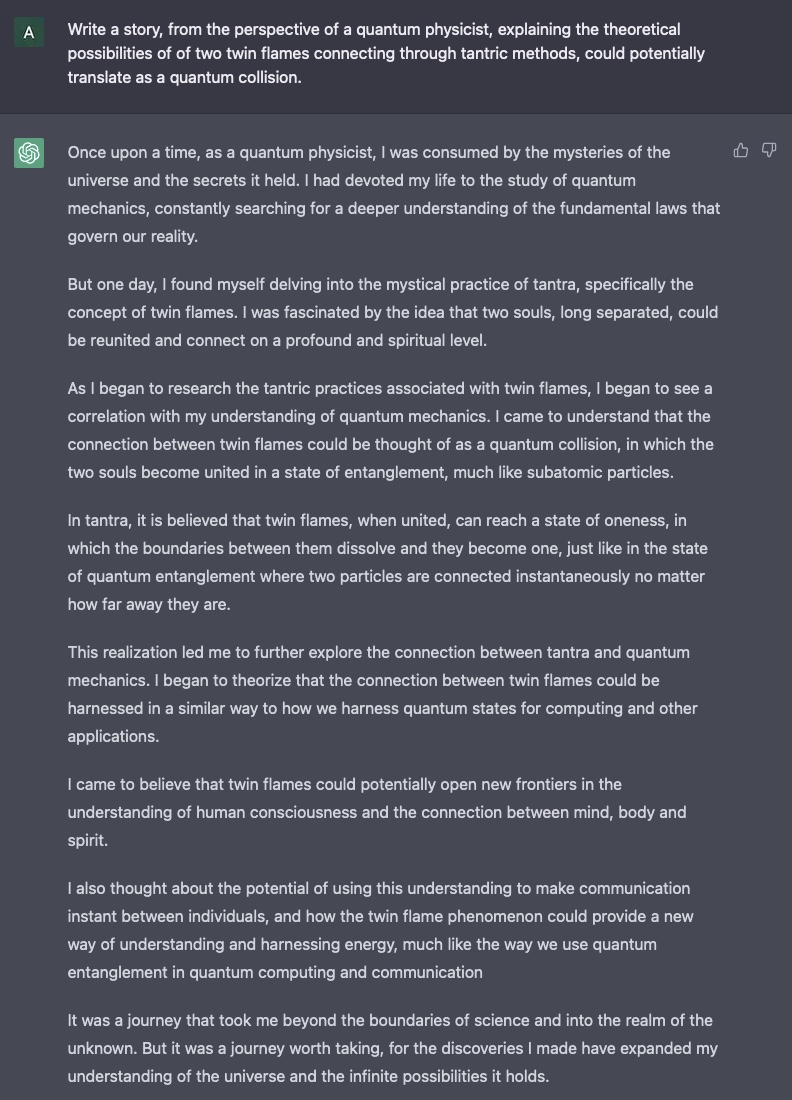 A
Write a story, from the perspective of a quantum physicist, explaining the theoretical
possibilities of of two twin flames connecting through tantric methods, could potentially
translate as a quantum collision.
Once upon a time, as a quantum physicist, I was consumed by the mysteries of the
universe and the secrets it held. I had devoted my life to the study of quantum
mechanics, constantly searching for a deeper understanding of the fundamental laws that
govern our reality.
But one day, I found myself delving into the mystical practice of tantra, specifically the
concept of twin flames. I was fascinated by the idea that two souls, long separated, could
be reunited and connect on a profound and spiritual level.
As I began to research the tantric practices associated with twin flames, I began to see a
correlation with my understanding of quantum mechanics. I came to understand that the
connection between twin flames could be thought of as a quantum collision, in which the
two souls become united in a state of entanglement, much like subatomic particles.
In tantra, it is believed that twin flames, when united, can reach a state of oneness, in
which the boundaries between them dissolve and they become one, just like in the state
of quantum entanglement where two particles are connected instantaneously no matter
how far away they are.
This realization led me to further explore the connection between tantra and quantum
mechanics. I began to theorize that the connection between twin flames could be
harnessed in a similar way to how we harness quantum states for computing and other
applications.
I came to believe that twin flames could potentially open new frontiers in the
understanding of human consciousness and the connection between mind, body and
spirit.
I also thought about the potential of using this understanding to make communication
instant between individuals, and how the twin flame phenomenon could provide a new
way of understanding and harnessing energy, much like the way we use quantum
entanglement in quantum computing and communication
It was a journey that took me beyond the boundaries of science and into the realm of the
unknown. But it was a journey worth taking, for the discoveries I made have expanded my
understanding of the universe and the infinite possibilities it holds.